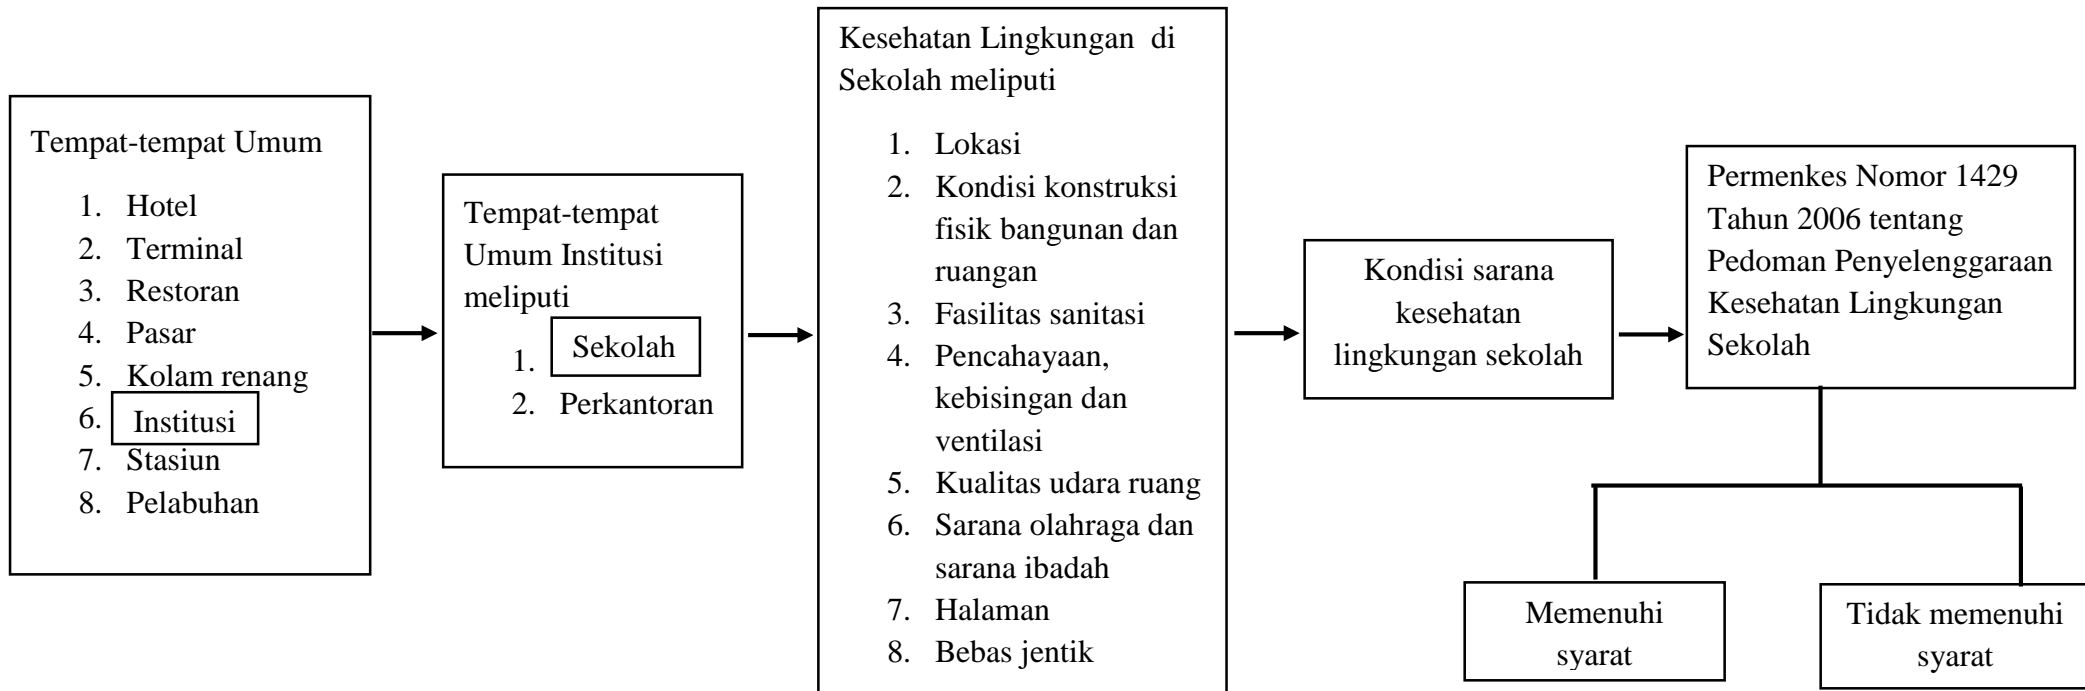 Tempat-tempat Umum
1. Hotel
2. Terminal
3. Restoran
4. Pasar
5. Kolam renang
6. Institusi
7. Stasiun
8. Pelabuhan
Tempat-tempat
Umum Institusi
meliputi
1. Sekolah
2. Perkantoran
Kesehatan Lingkungan di
Sekolah meliputi
1. Lokasi
2. Kondisi konstruksi
fisik bangunan dan
ruangan
3. Fasilitas sanitasi
4. Pencahayaan,
kebisingan dan
ventilasi
5. Kualitas udara ruang
6. Sarana olahraga dan
sarana ibadah
7. Halaman
8. Bebas jentik
Kondisi sarana
kesehatan
lingkungan sekolah
Permenkes Nomor 1429
Tahun 2006 tentang
Pedoman Penyelenggaraan
Kesehatan Lingkungan
Sekolah
Memenuhi
syarat
Tidak memenuhi
syarat